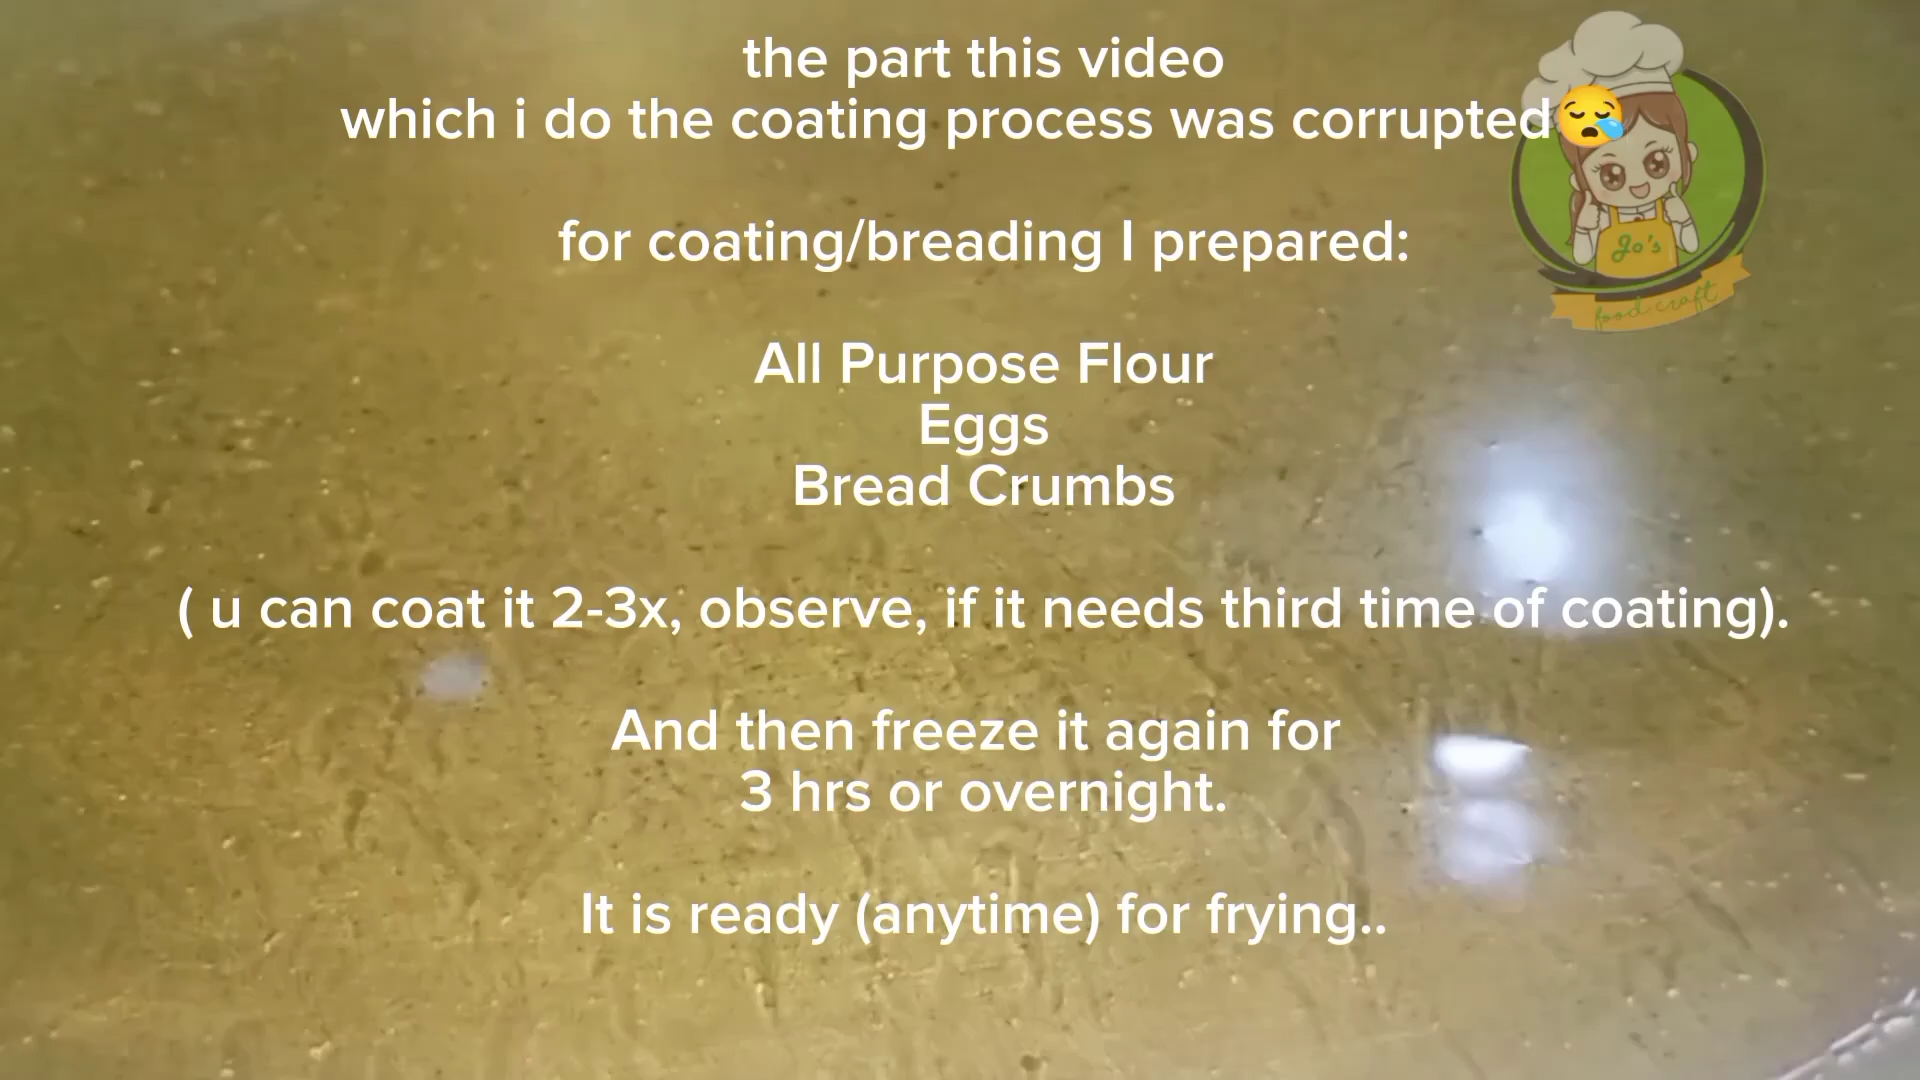 the part this video
which i do the coating process was corrupted😪
for coating/breading I prepared:
All Purpose Flour
Eggs
Bread Crumbs
( u can coat it 2-3x, observe, if it needs third time of coating).
And then freeze it again for
3 hrs or overnight.
It is ready (anytime) for frying..
Jo's
food craft